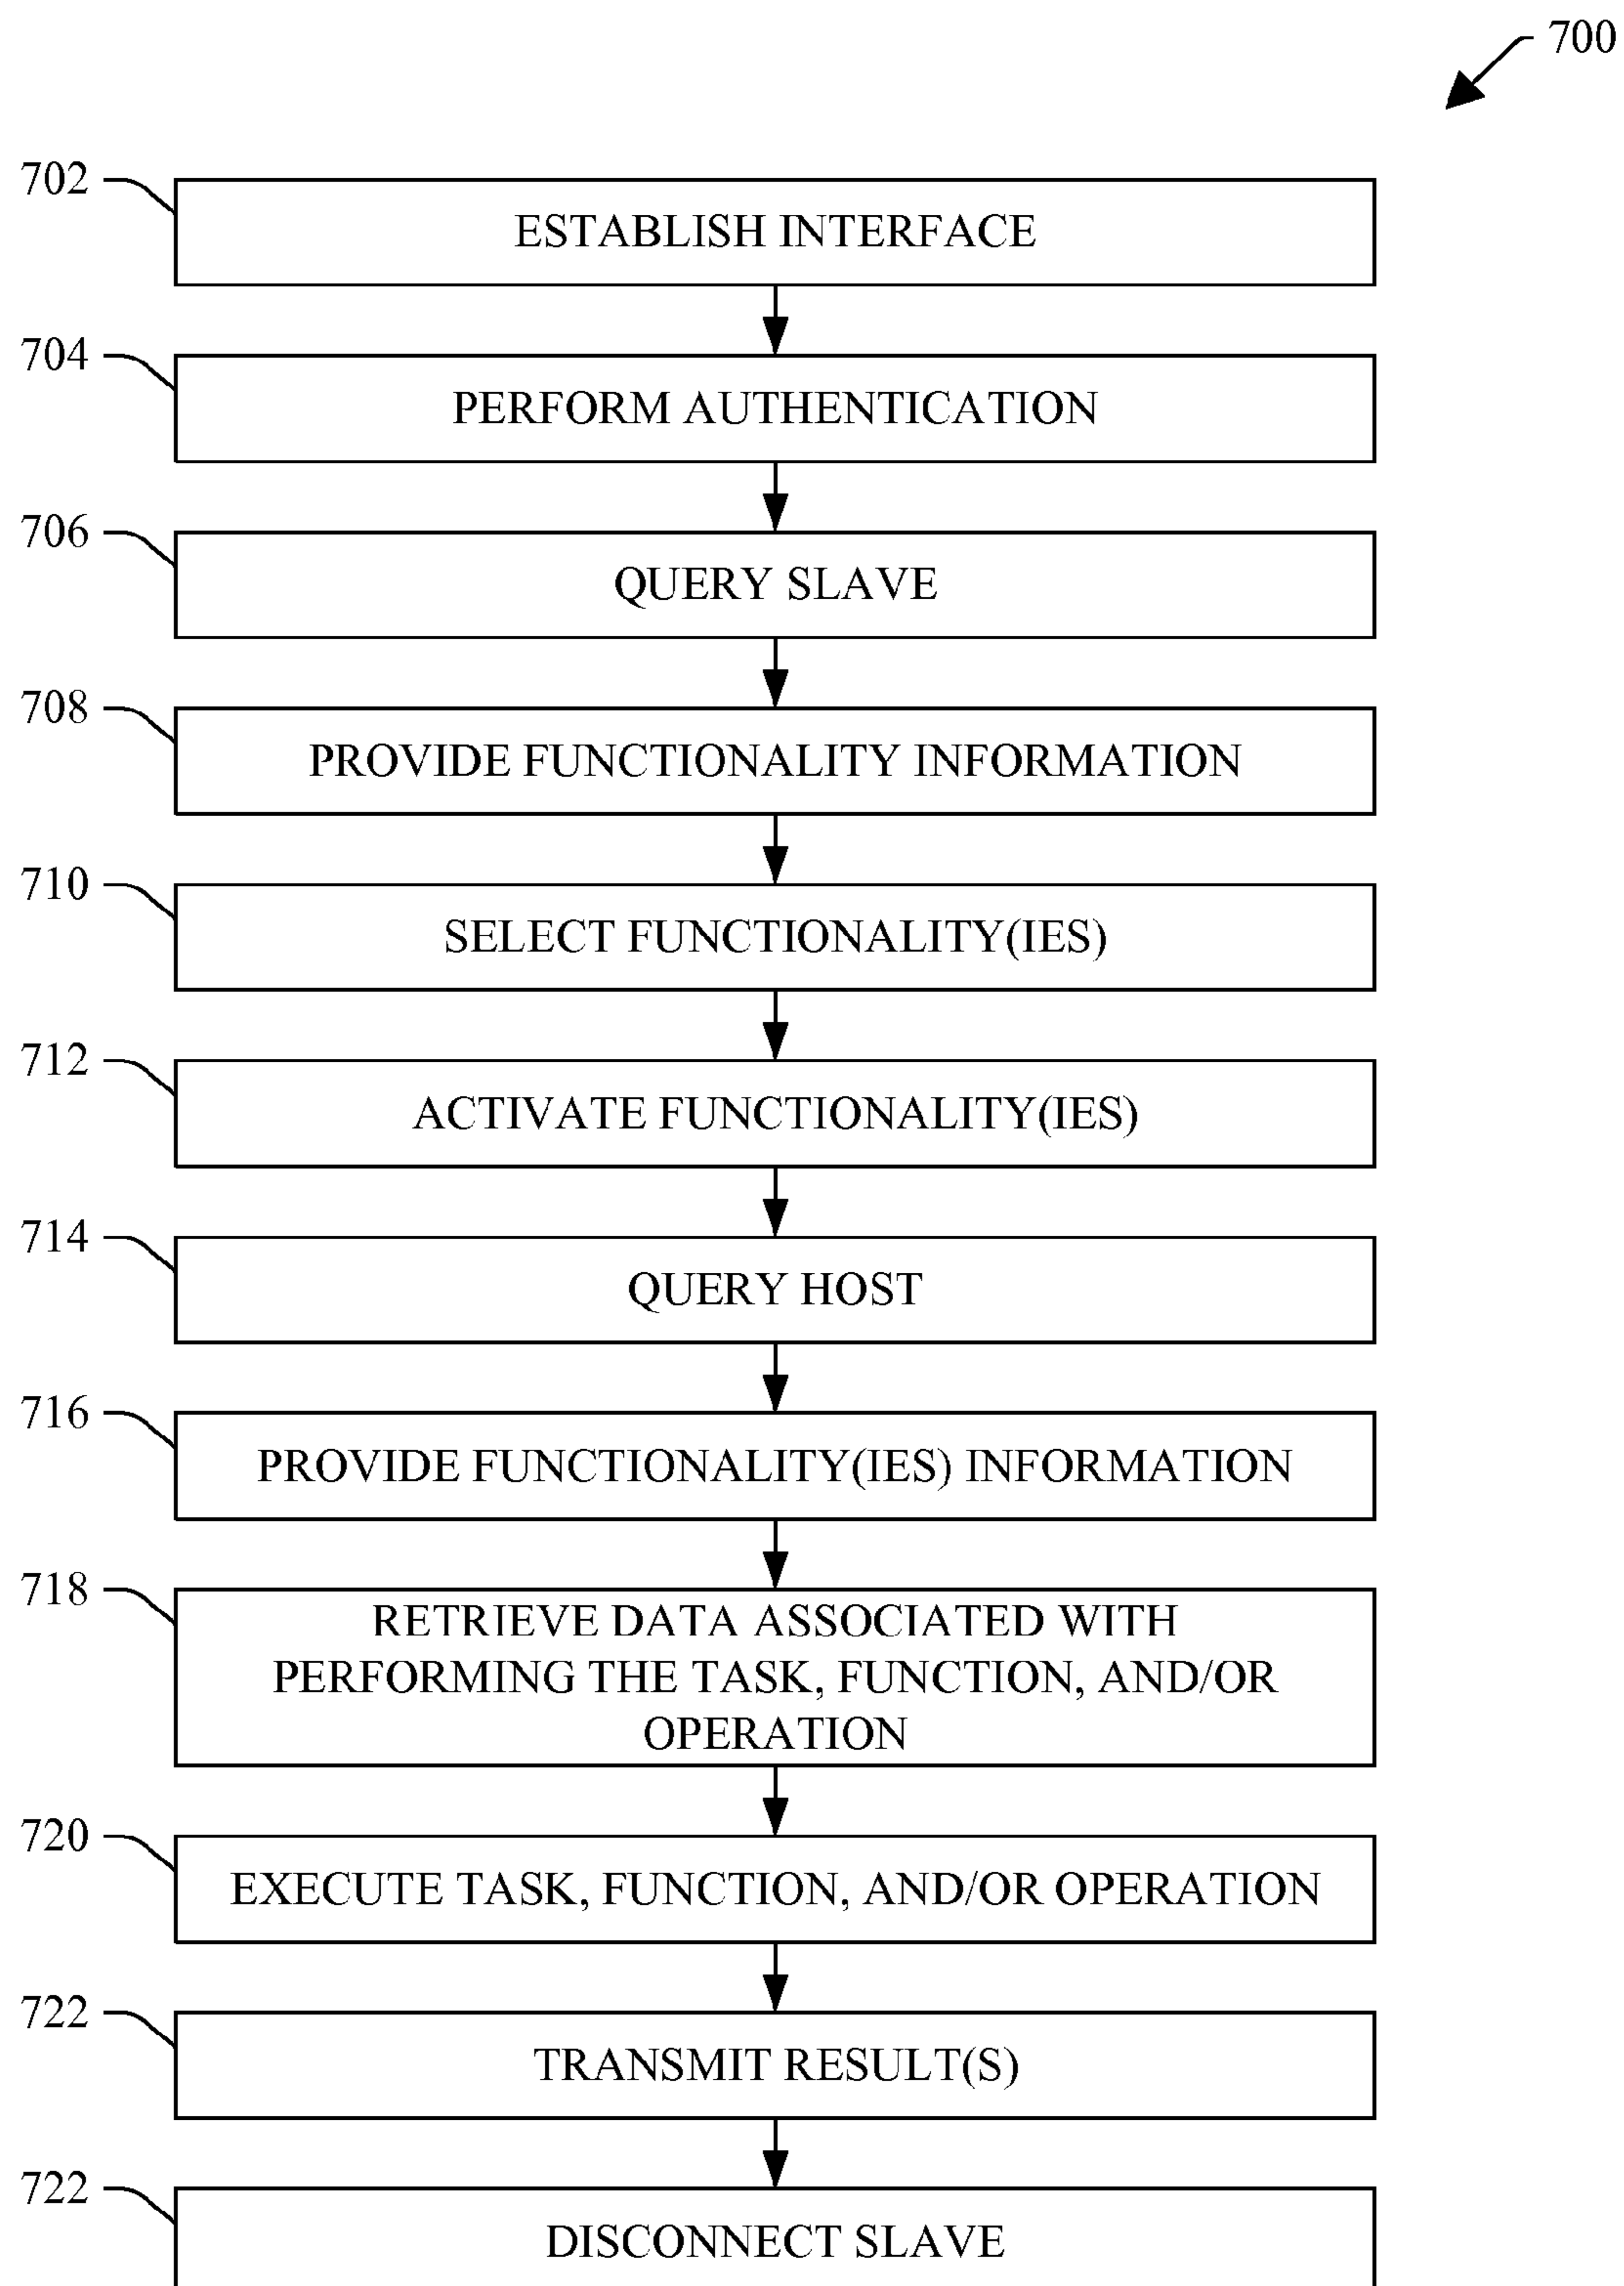 700
702
ESTABLISH INTERFACE
704
PERFORM AUTHENTICATION
706
QUERY SLAVE
708
PROVIDE FUNCTIONALITY INFORMATION
710
SELECT FUNCTIONALITY(IES)
712
ACTIVATE FUNCTIONALITY(IES)
714
QUERY HOST
716
PROVIDE FUNCTIONALITY(IES) INFORMATION
718
RETRIEVE DATA ASSOCIATED WITH
PERFORMING THE TASK, FUNCTION, AND/OR
OPERATION
720
EXECUTE TASK, FUNCTION, AND/OR OPERATION
722
TRANSMIT RESULT(S)
722
DISCONNECT SLAVE